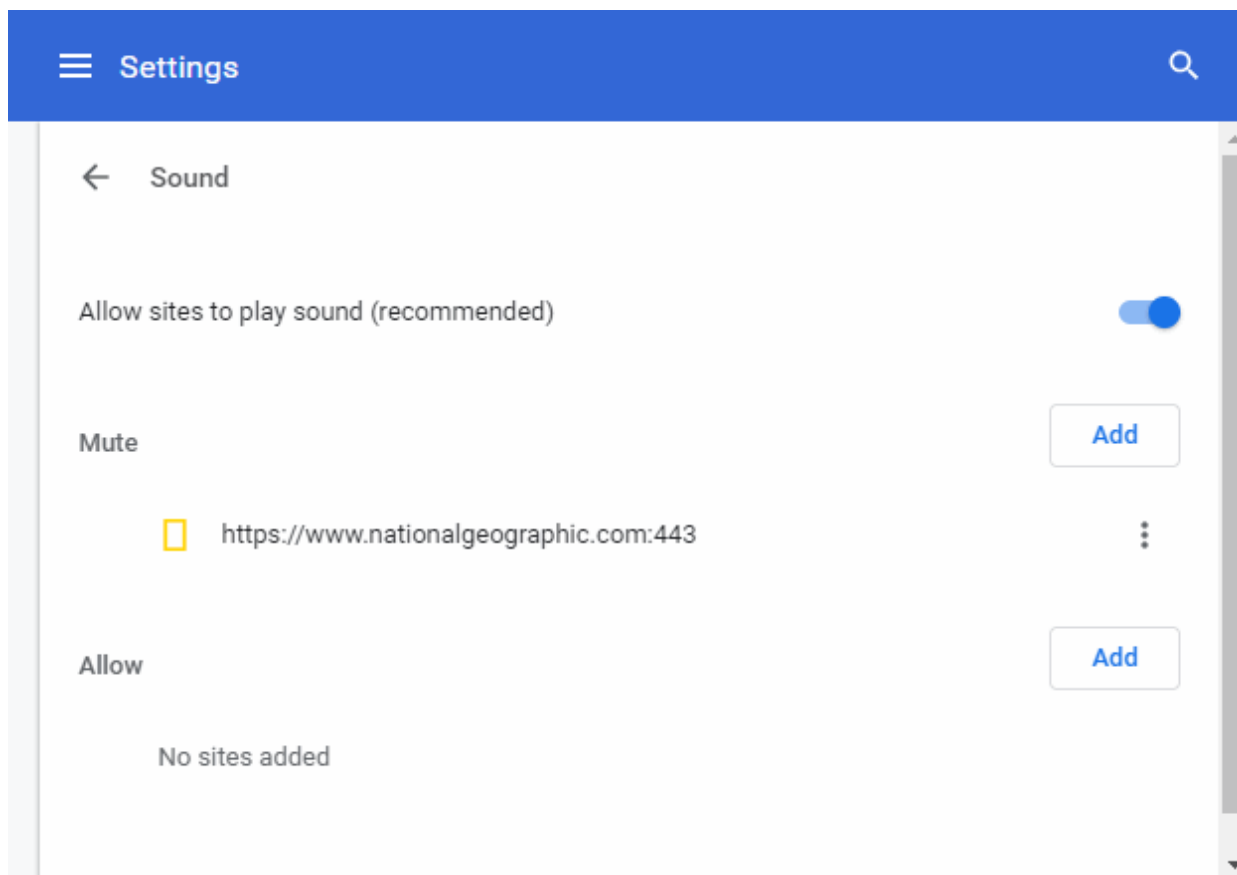 Settings
Sound
Allow sites to play sound (recommended)
Mute
Add
https://www.nationalgeographic.com:443
Allow
Add
No sites added